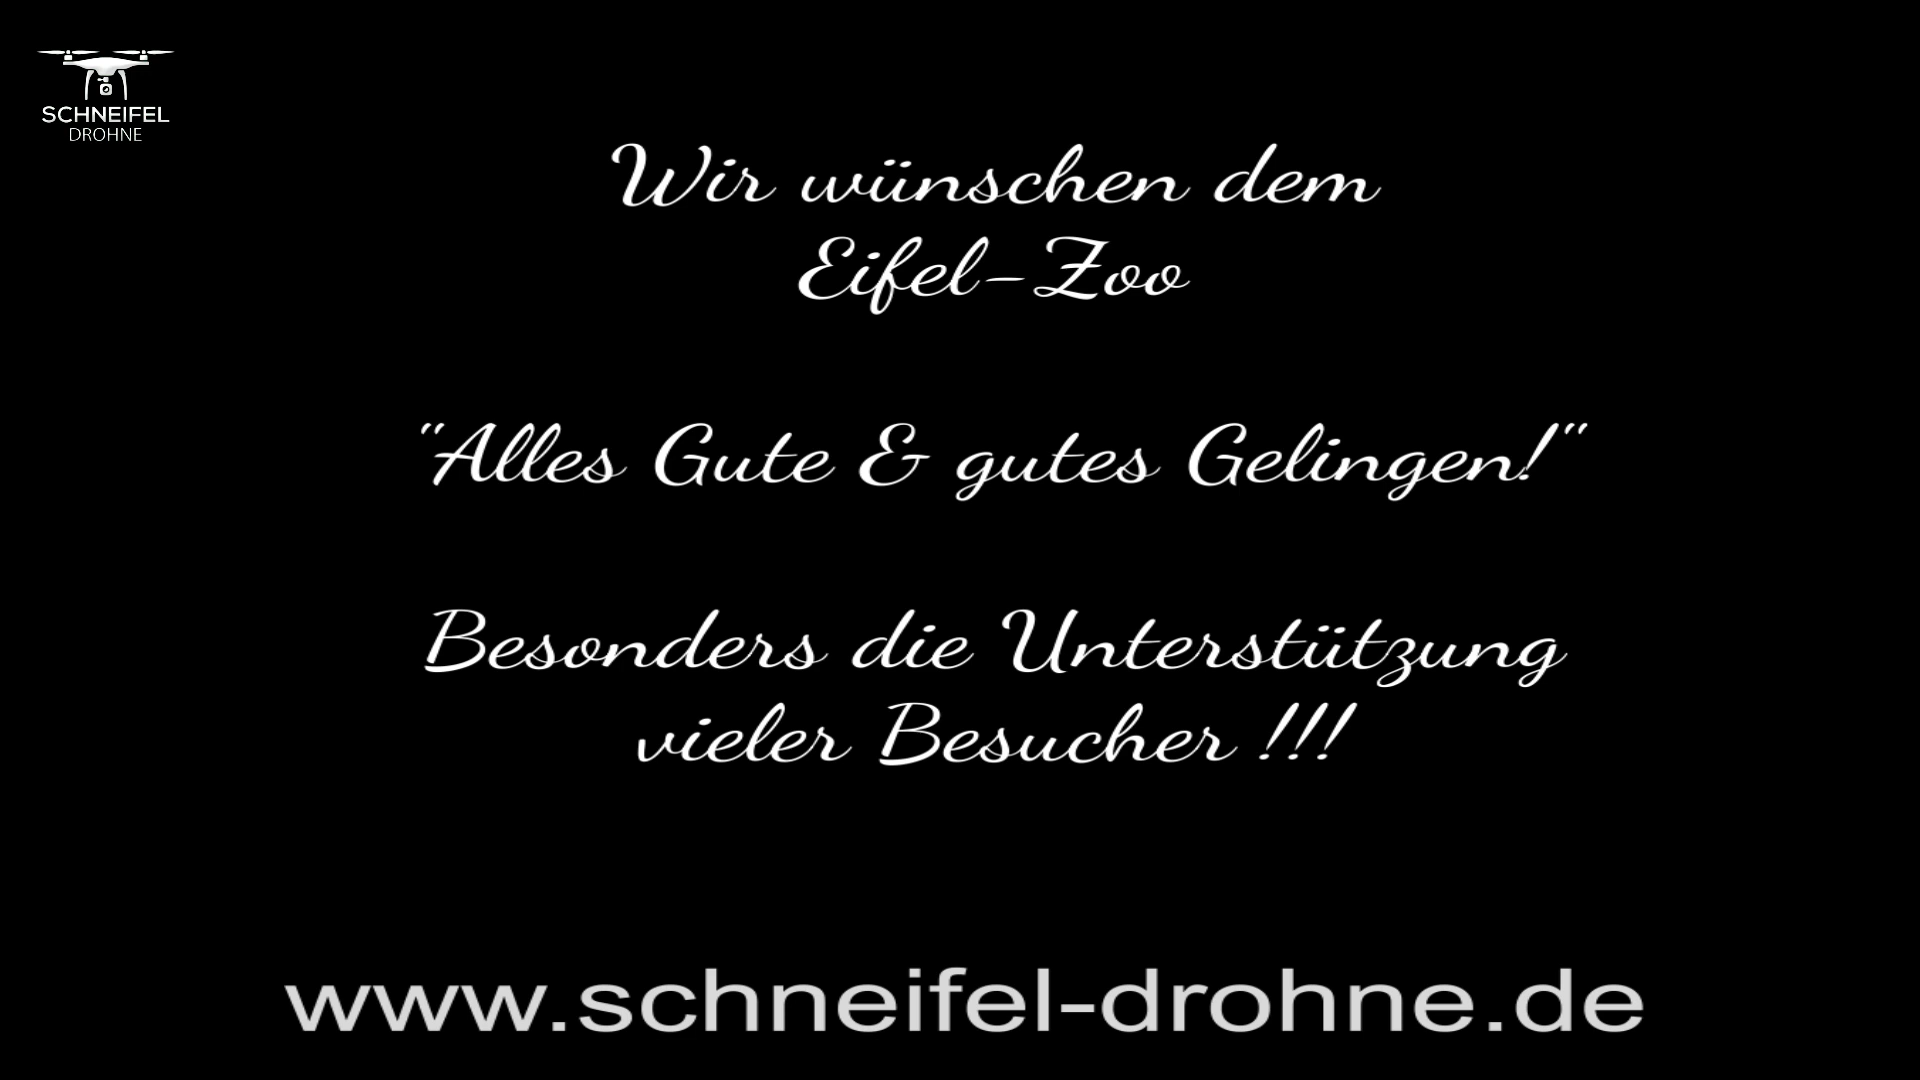 SCHNEIFEL
DROHNE
Wir wünschen dem
Eifel-Zoo
“Alles Gute & gutes Gelingen!“
Besonders die Unterstützung
vieler Besucher !!!
www.schneifel-drohne.de